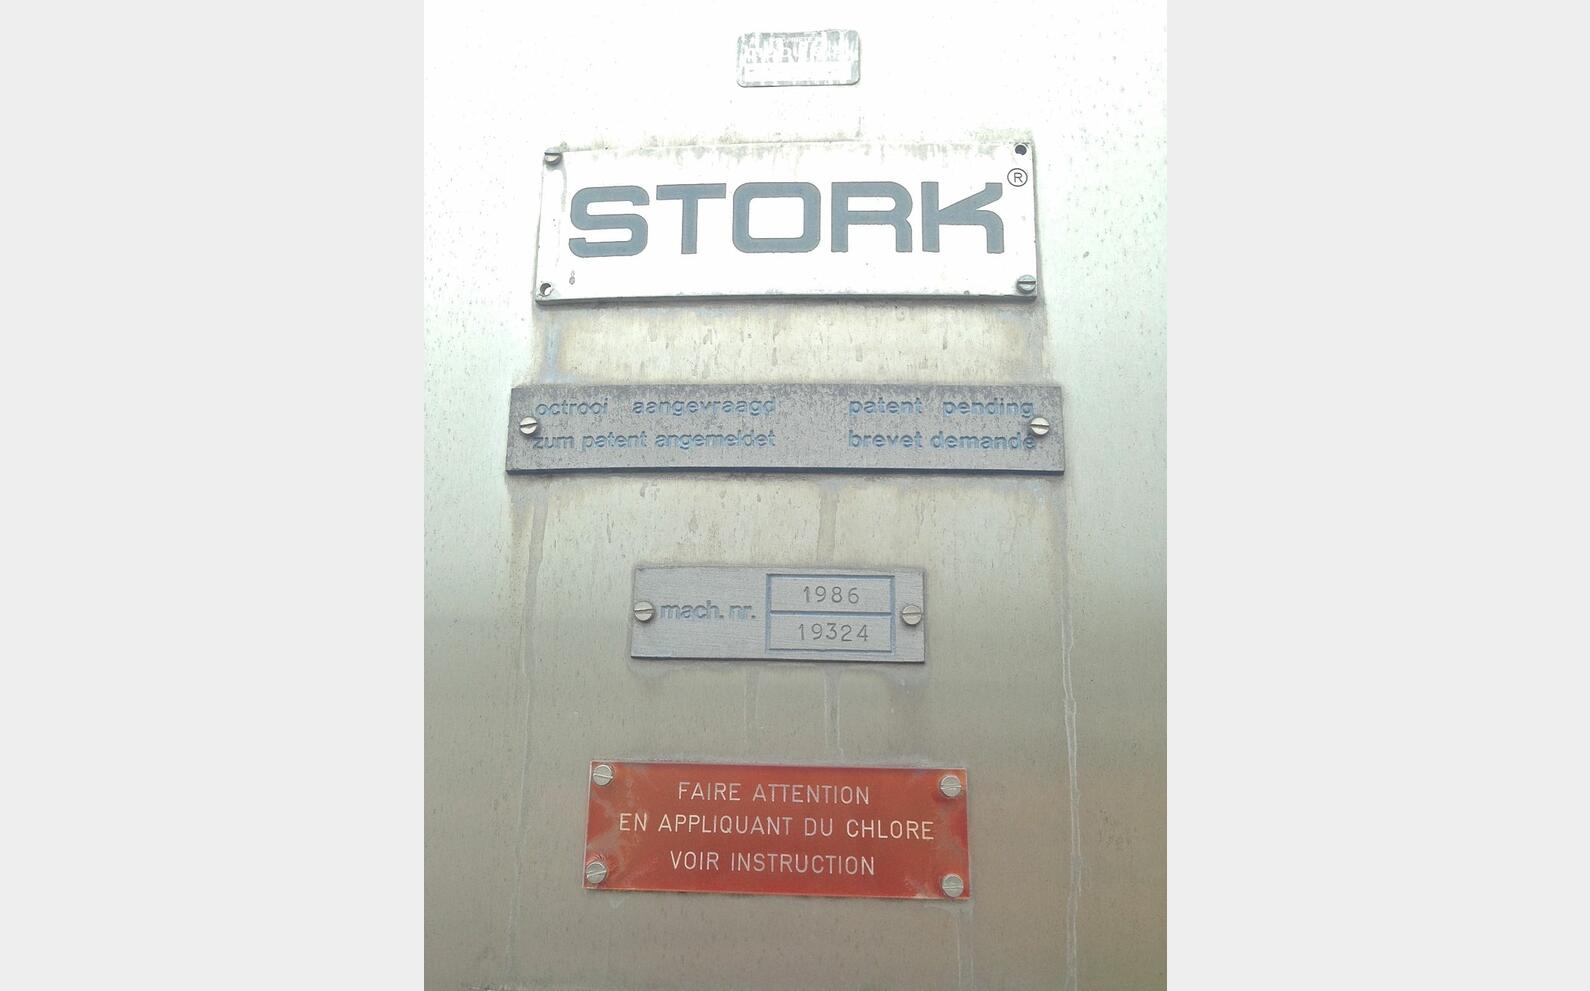 STORK®
octrooi aangevraagd patent pending
zum patent angemeldet brevet demandé
mach. nr. 1986
19324
FAIRE ATTENTION
EN APPLIQUANT DU CHLORE
VOIR INSTRUCTION